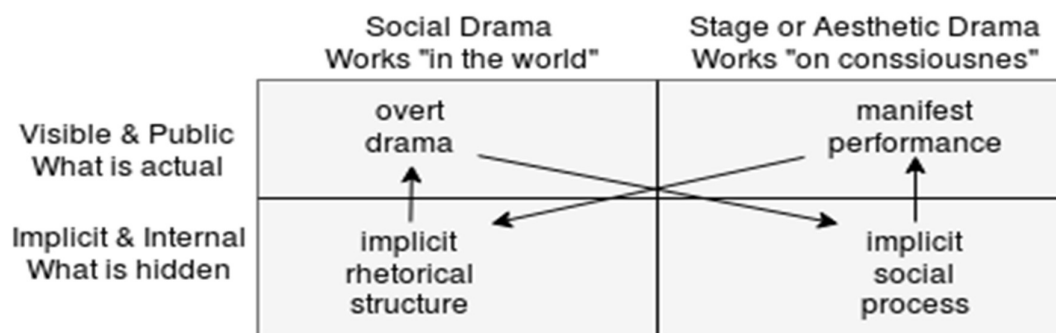 Social Drama
Works "in the world"
Stage or Aesthetic Drama
Works "on conssiousnes"
Visible & Public
What is actual
overt
drama
manifest
performance
Implicit & Internal
What is hidden
implicit
rhetorical
structure
implicit
social
process